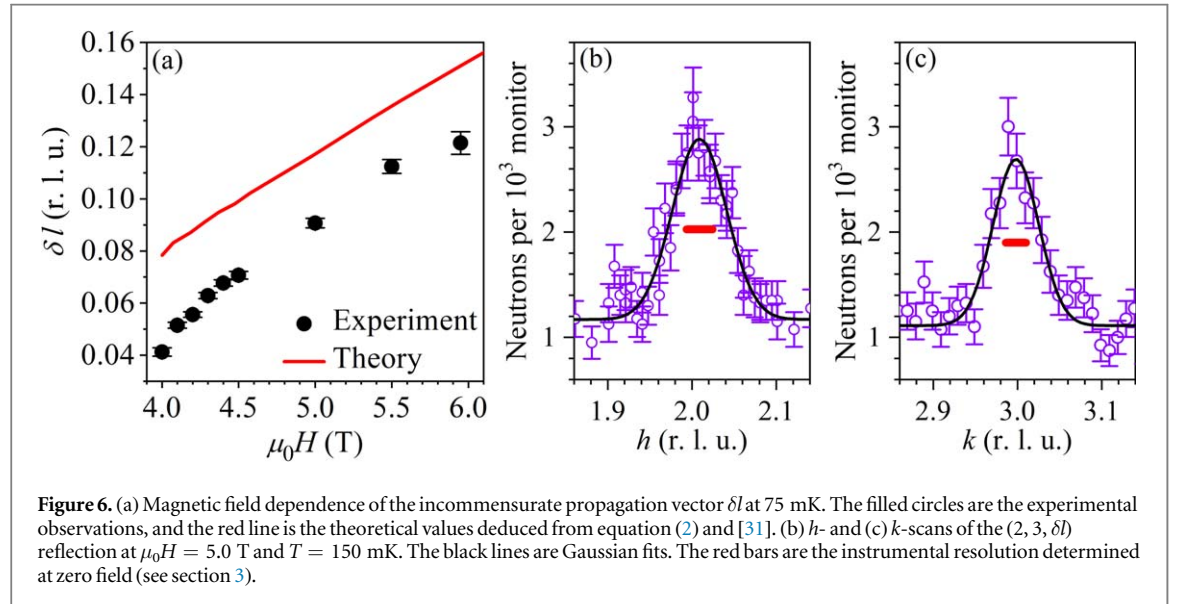 (a)
0.16
0.14
0.12
0.10
0.08
0.06
0.04
δl (r. l. u.)
Experiment
Theory
4.0 4.5 5.0 5.5 6.0
μ₀H (T)
(b)
Neutrons per 10³ monitor
3
2
1
1.9 2.0 2.1
h (r. l. u.)
(c)
Neutrons per 10³ monitor
3
2
1
2.9 3.0 3.1
k (r. l. u.)
Figure 6. (a) Magnetic field dependence of the incommensurate propagation vector δl at 75 mK. The filled circles are the experimental
observations, and the red line is the theoretical values deduced from equation (2) and [31]. (b) h- and (c) k-scans of the (2, 3, δl)
reflection at μ₀H = 5.0 T and T = 150 mK. The black lines are Gaussian fits. The red bars are the instrumental resolution determined
at zero field (see section 3).